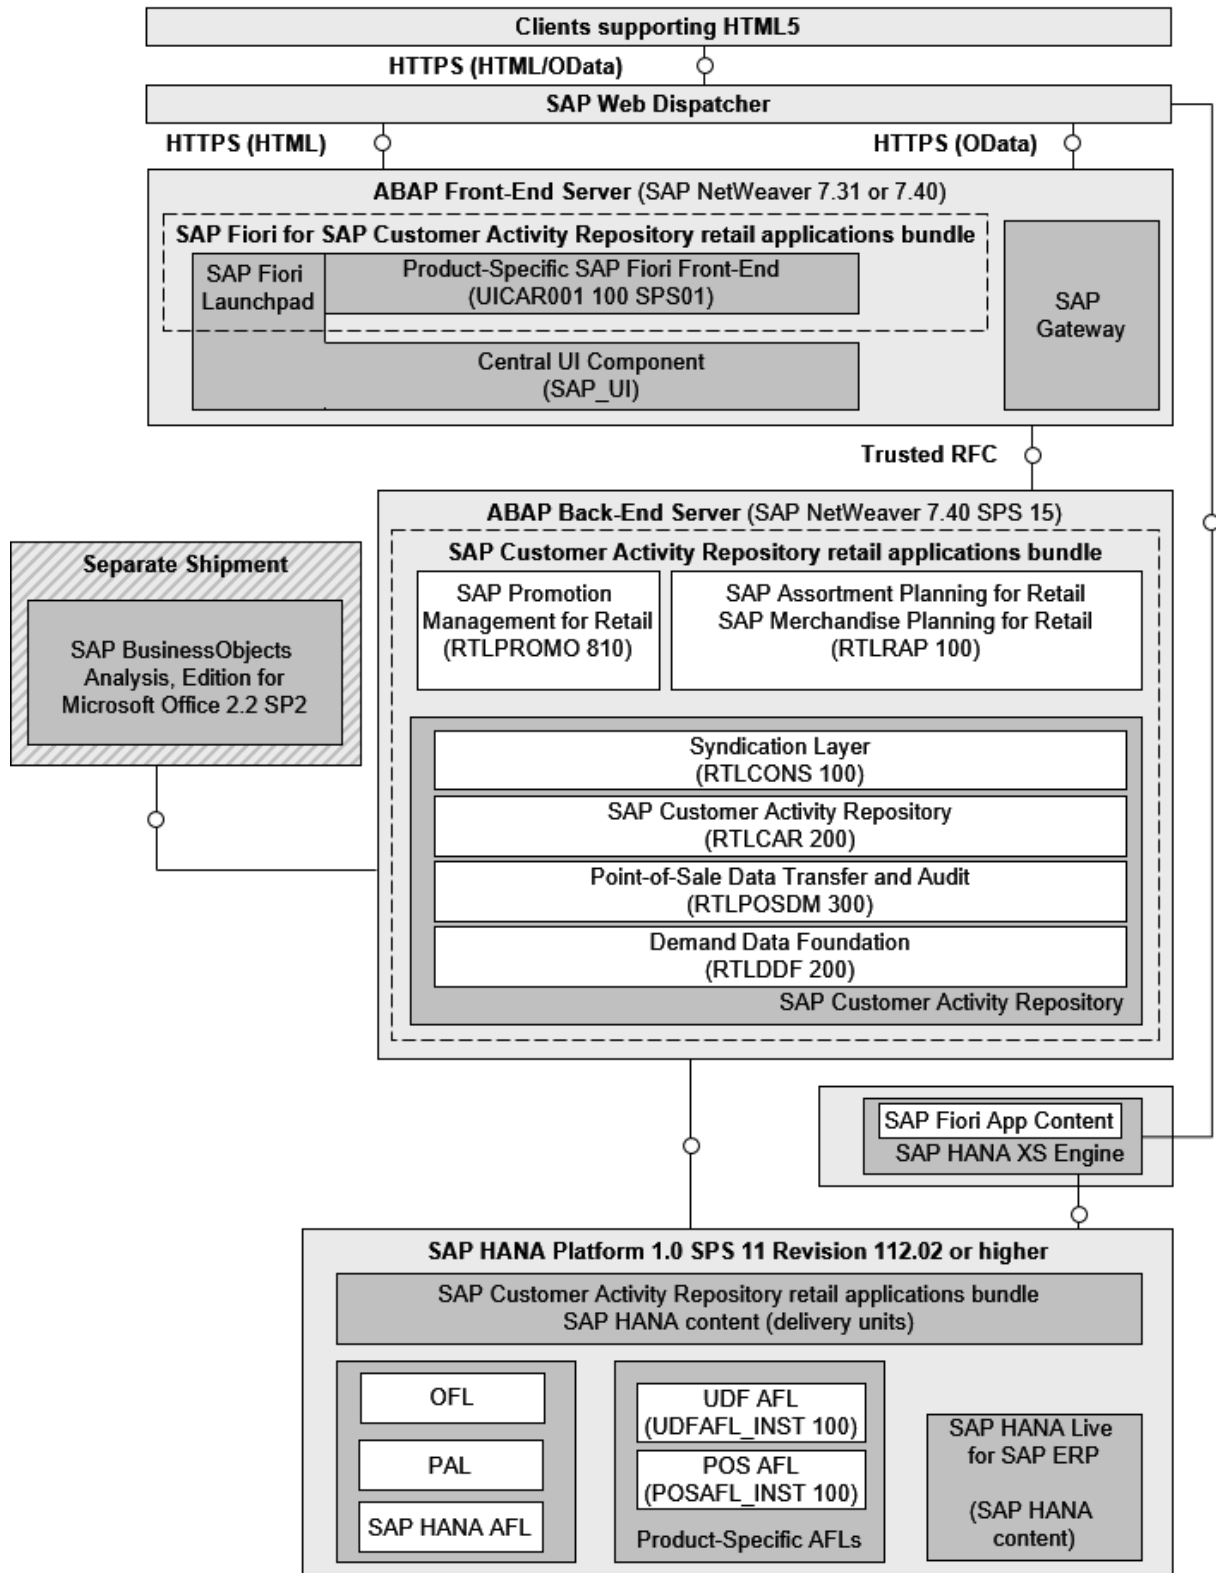 Clients supporting HTML5
HTTPS (HTML/OData)
SAP Web Dispatcher
HTTPS (HTML)
HTTPS (OData)
ABAP Front-End Server (SAP NetWeaver 7.31 or 7.40)
SAP Fiori for SAP Customer Activity Repository retail applications bundle
SAP Fiori
Launchpad
Product-Specific SAP Fiori Front-End
(UICAR001 100 SPS01)
SAP
Gateway
Central UI Component
(SAP_UI)
Trusted RFC
ABAP Back-End Server (SAP NetWeaver 7.40 SPS 15)
SAP Customer Activity Repository retail applications bundle
Separate Shipment
SAP BusinessObjects
Analysis, Edition for
Microsoft Office 2.2 SP2
SAP Promotion
Management for Retail
(RTLPROMO 810)
SAP Assortment Planning for Retail
SAP Merchandise Planning for Retail
(RTLRAP 100)
Syndication Layer
(RTLCONS 100)
SAP Customer Activity Repository
(RTLCAR 200)
Point-of-Sale Data Transfer and Audit
(RTLPOSDM 300)
Demand Data Foundation
(RTLDDF 200)
SAP Customer Activity Repository
SAP Fiori App Content
SAP HANA XS Engine
SAP HANA Platform 1.0 SPS 11 Revision 112.02 or higher
SAP Customer Activity Repository retail applications bundle
SAP HANA content (delivery units)
OFL
PAL
SAP HANA AFL
UDF AFL
(UDFAFL_INST 100)
POS AFL
(POSAFL_INST 100)
Product-Specific AFLs
SAP HANA Live
for SAP ERP
(SAP HANA
content)